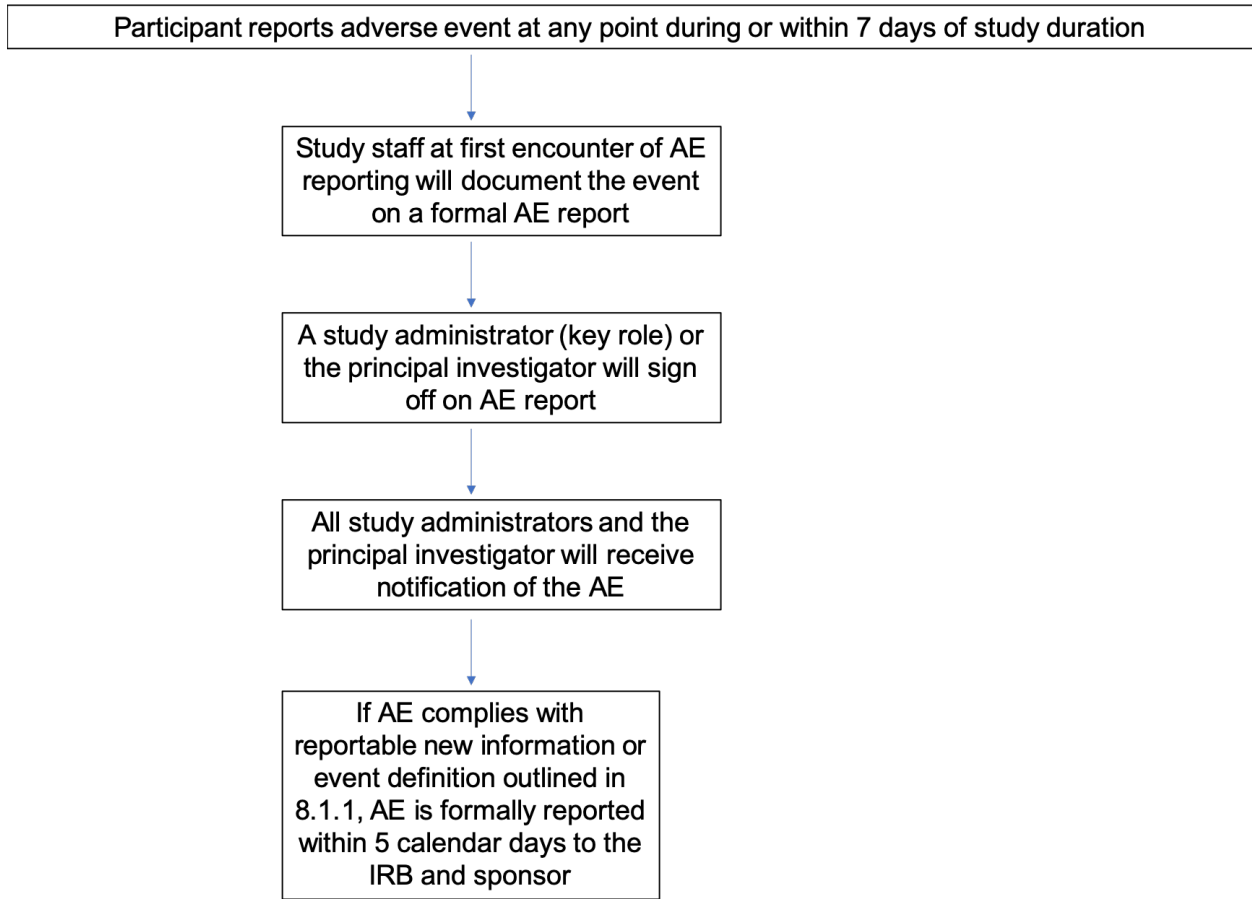 Participant reports adverse event at any point during or within 7 days of study duration
Study staff at first encounter of AE
reporting will document the event
on a formal AE report
A study administrator (key role) or
the principal investigator will sign
off on AE report
All study administrators and the
principal investigator will receive
notification of the AE
If AE complies with
reportable new information or
event definition outlined in
8.1.1, AE is formally reported
within 5 calendar days to the
IRB and sponsor